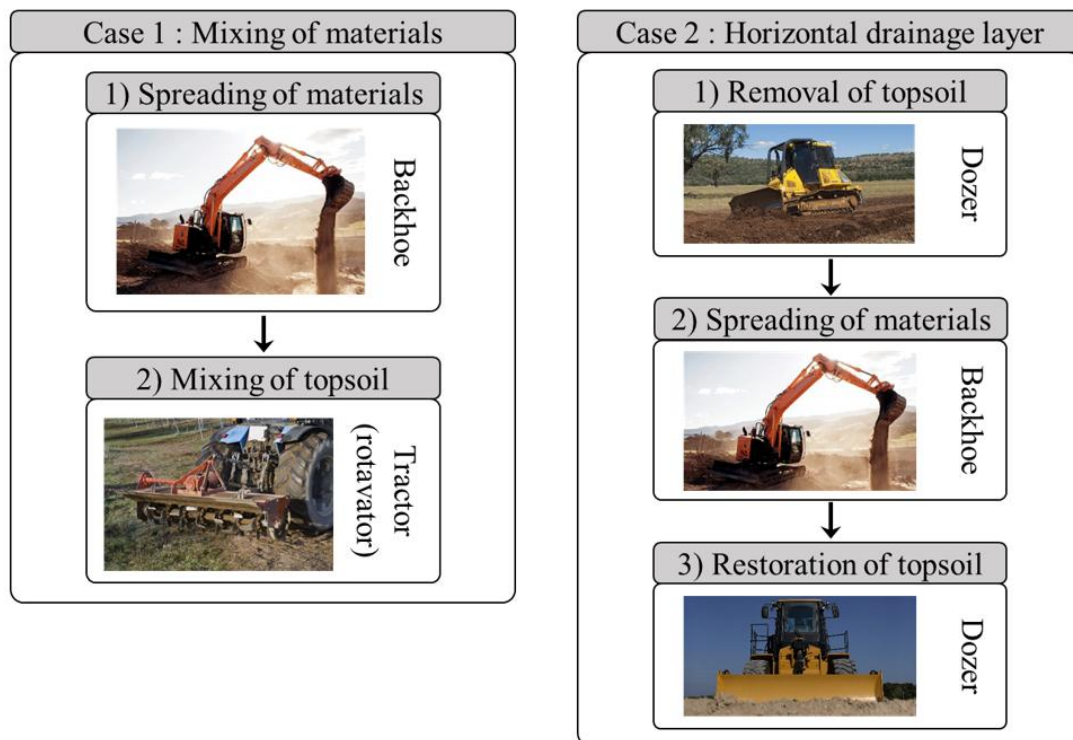 Case 1 : Mixing of materials
1) Spreading of materials
Backhoe
2) Mixing of topsoil
Tractor
(rotavator)
Case 2 : Horizontal drainage layer
1) Removal of topsoil
Dozer
2) Spreading of materials
Backhoe
3) Restoration of topsoil
Dozer